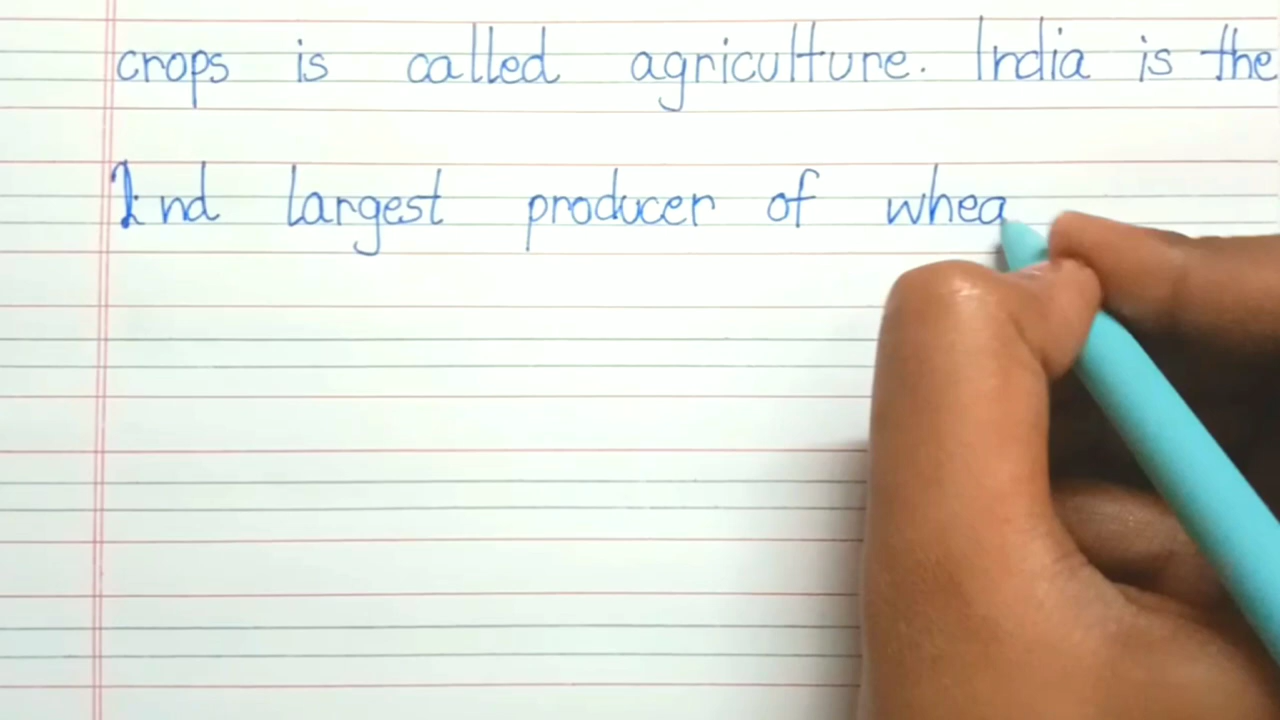 crops is called agriculture. India is the
2nd largest producer of whea